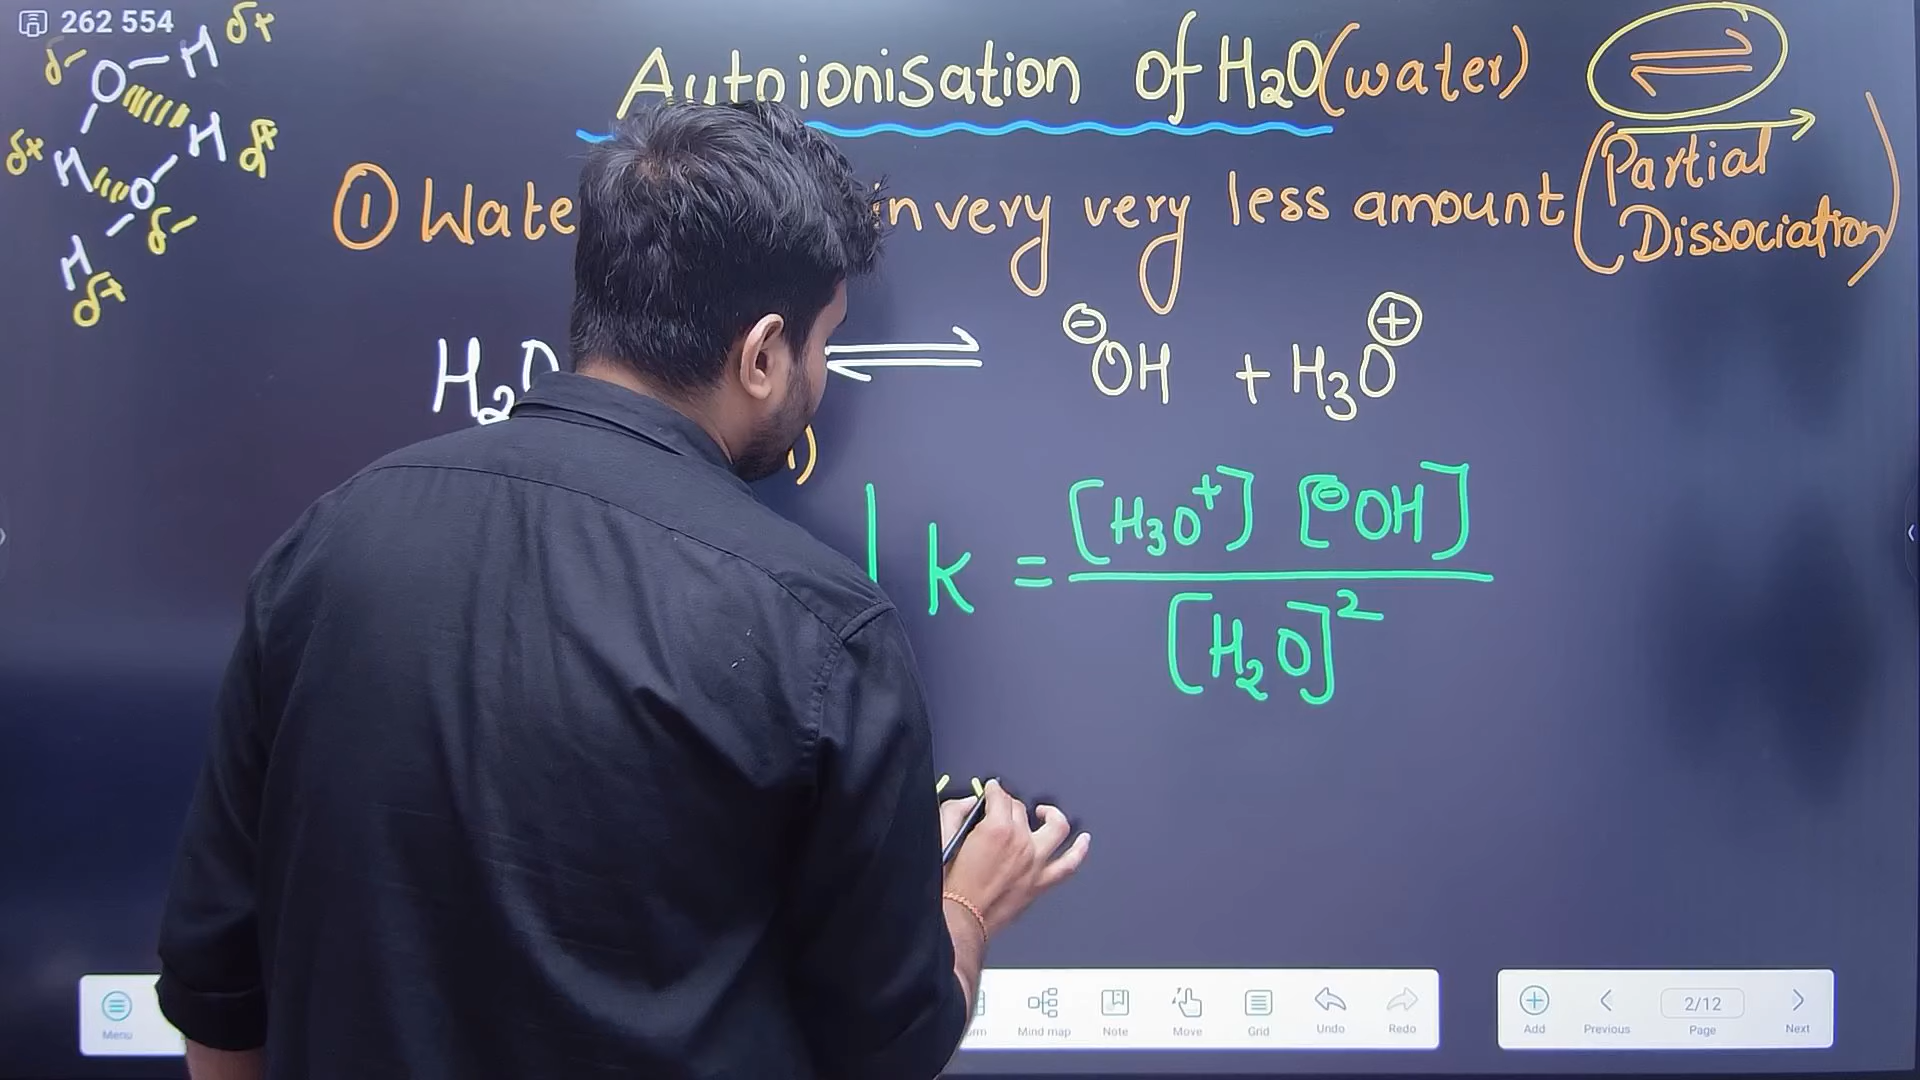 262 554
δ+
δ- O H
H δ+
δ+ H O
δ-
H
δ+
Autoionisation of H2O(water) ⇌
① Wate in very very less amount (Partial
Dissociation)
H2O ⇌ ⊖OH + H3O⊕
k = [H3O+] [⊖OH]
[H2O]²
Menu
Mind map
Note
Move
Grid
Undo
Redo
Add
Previous
2/12
Page
Next